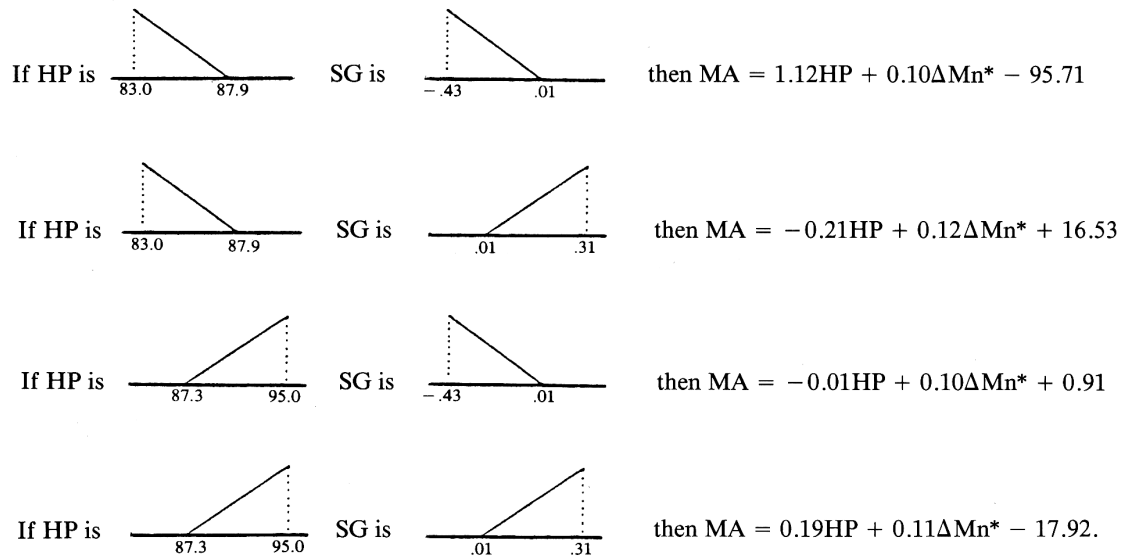 If HP is 83.0 87.9 SG is −.43 .01 then MA = 1.12HP + 0.10ΔMn* − 95.71
If HP is 83.0 87.9 SG is .01 .31 then MA = −0.21HP + 0.12ΔMn* + 16.53
If HP is 87.3 95.0 SG is −.43 .01 then MA = −0.01HP + 0.10ΔMn* + 0.91
If HP is 87.3 95.0 SG is .01 .31 then MA = 0.19HP + 0.11ΔMn* − 17.92.